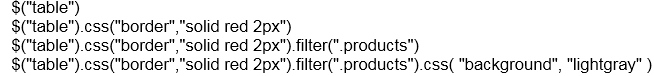 $("table")
$("table").css("border","solid red 2px")
$("table").css("border","solid red 2px").filter(".products")
$("table").css("border","solid red 2px").filter(".products").css( "background", "lightgray" )